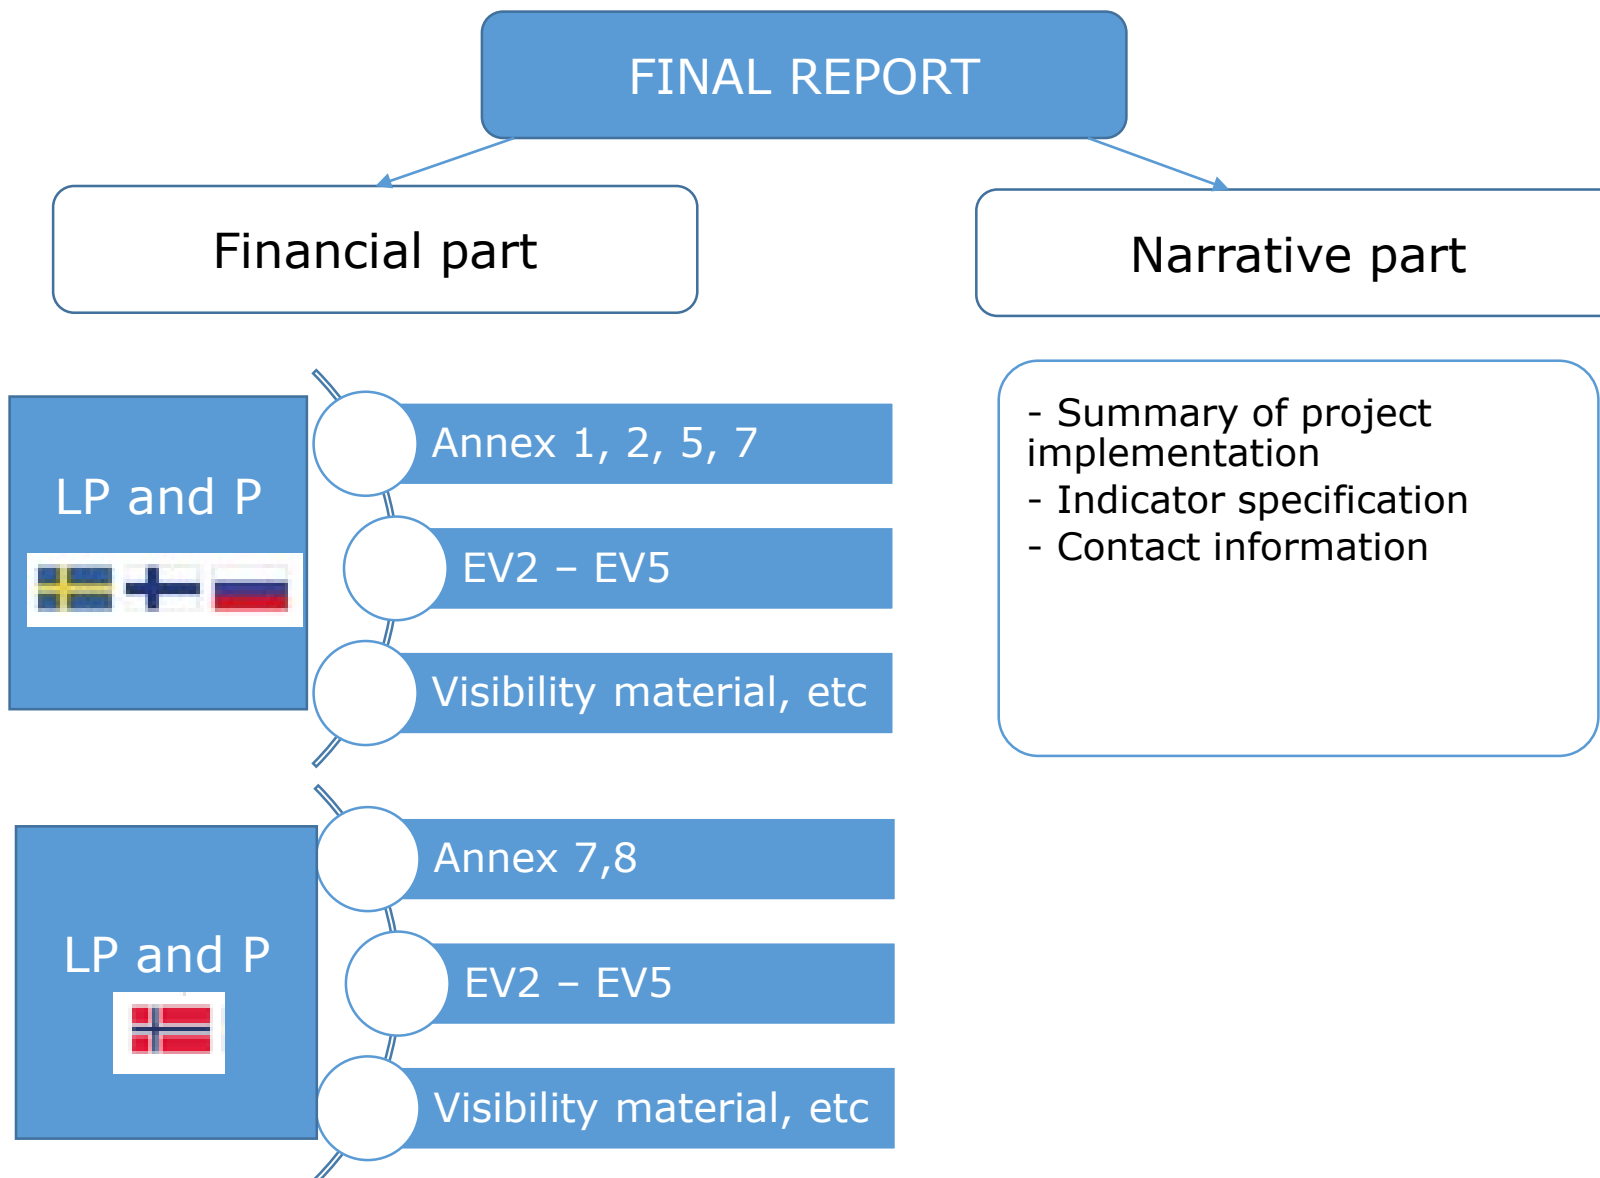 FINAL REPORT
Financial part
Narrative part
LP and P
Annex 1, 2, 5, 7
EV2 – EV5
Visibility material, etc
- Summary of project
implementation
- Indicator specification
- Contact information
LP and P
Annex 7,8
EV2 – EV5
Visibility material, etc